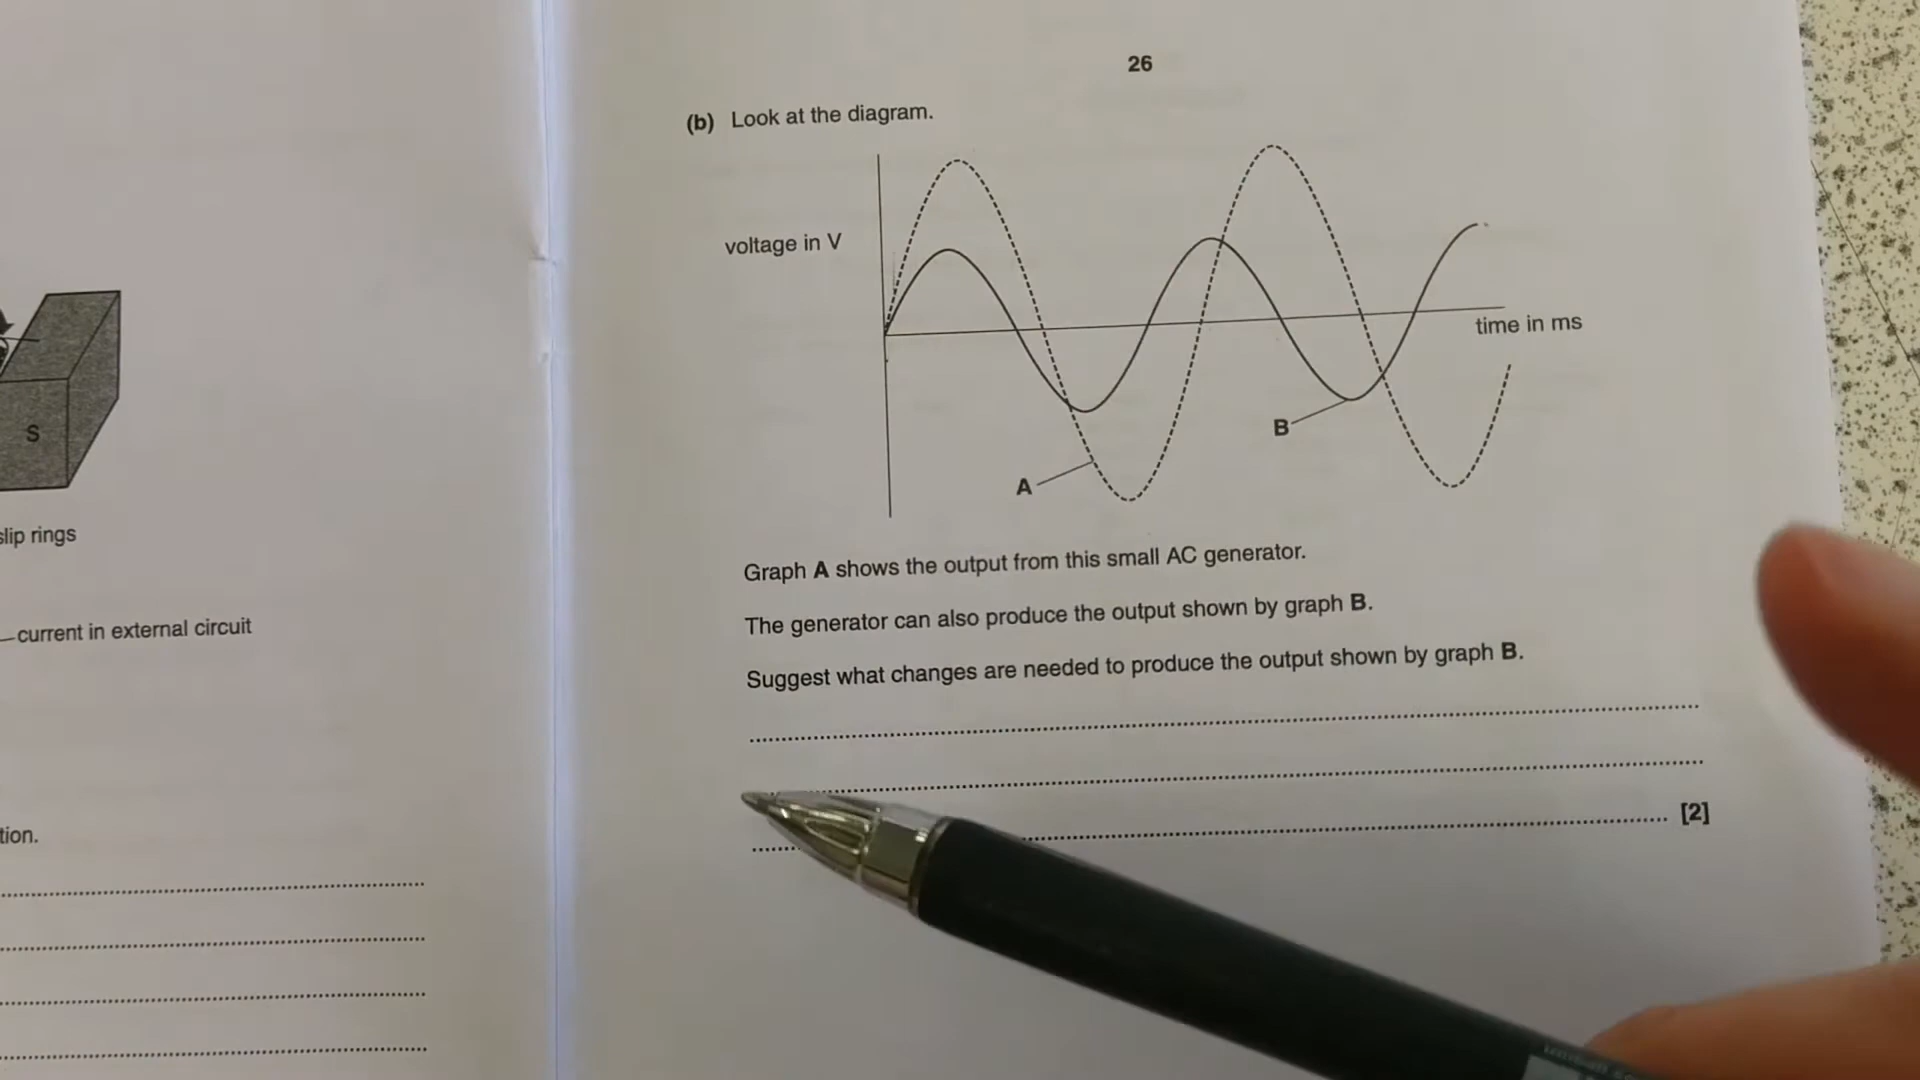 S
slip rings
current in external circuit
tion.
26
(b) Look at the diagram.
voltage in V
time in ms
B
A
Graph A shows the output from this small AC generator.
The generator can also produce the output shown by graph B.
Suggest what changes are needed to produce the output shown by graph B.
[2]